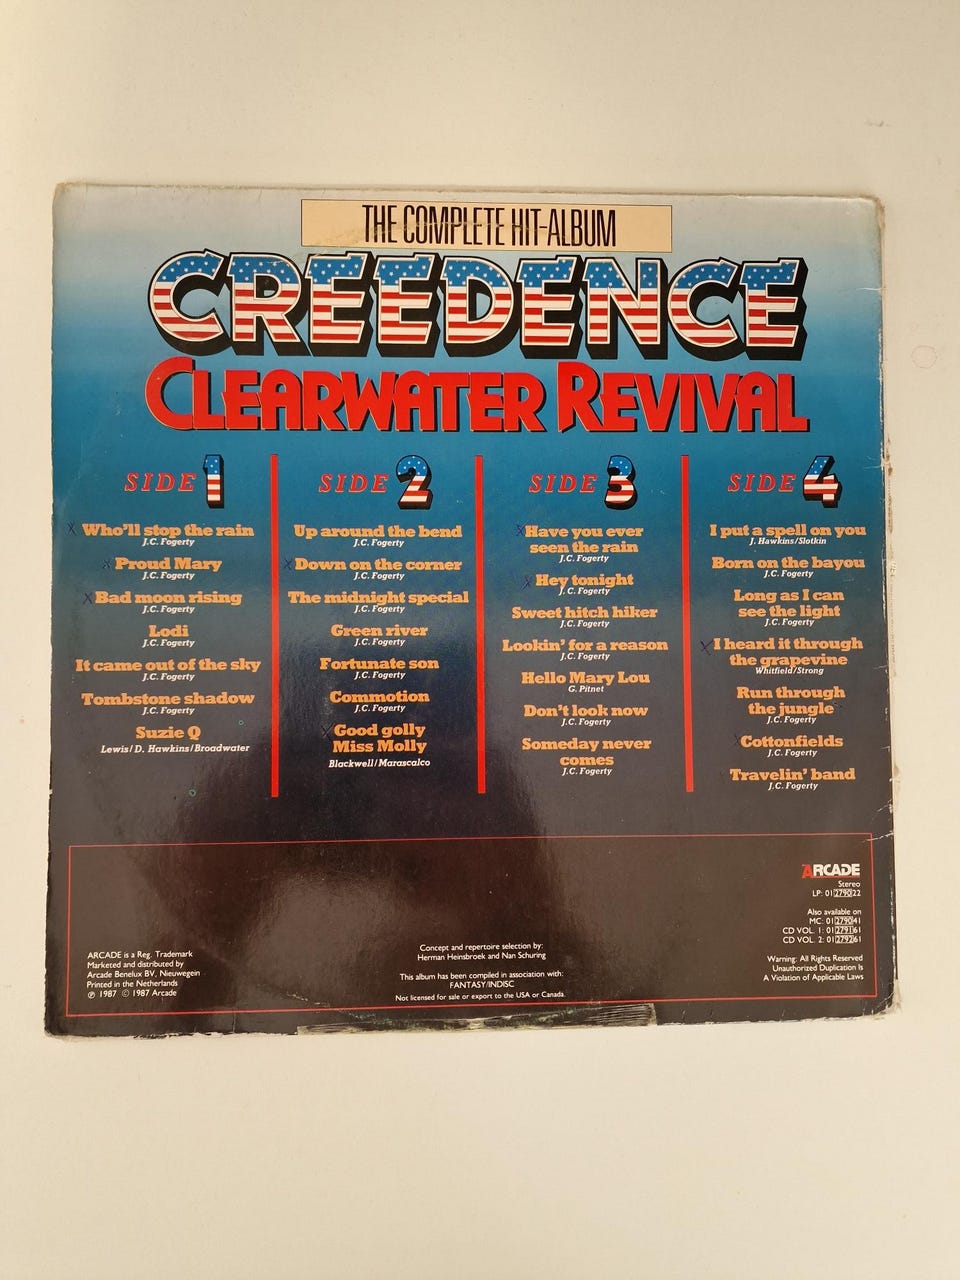 THE COMPLETE HIT-ALBUM
CREEDENCE
CLEARWATER REVIVAL
SIDE 1
x Who'll stop the rain
J.C. Fogerty
x Proud Mary
J.C. Fogerty
x Bad moon rising
J.C. Fogerty
Lodi
J.C. Fogerty
It came out of the sky
J.C. Fogerty
Tombstone shadow
J.C. Fogerty
Suzie Q
Lewis/D. Hawkins/Broadwater
SIDE 2
Up around the bend
J.C. Fogerty
x Down on the corner
J.C. Fogerty
The midnight special
J.C. Fogerty
Green river
J.C. Fogerty
Fortunate son
J.C. Fogerty
Commotion
J.C. Fogerty
x Good golly
Miss Molly
Blackwell/Marascalco
SIDE 3
x Have you ever
seen the rain
J.C. Fogerty
x Hey tonight
J.C. Fogerty
Sweet hitch hiker
J.C. Fogerty
Lookin' for a reason
J.C. Fogerty
Hello Mary Lou
G. Pitnet
Don't look now
J.C. Fogerty
Someday never
comes
J.C. Fogerty
SIDE 4
I put a spell on you
J. Hawkins/Slotkin
Born on the bayou
J.C. Fogerty
Long as I can
see the light
J.C. Fogerty
x I heard it through
the grapevine
Whitfield/Strong
Run through
the jungle
J.C. Fogerty
x Cottonfields
J.C. Fogerty
Travelin' band
J.C. Fogerty
ARCADE is a Reg. Trademark
Marketed and distributed by
Arcade Benelux BV, Nieuwegein
Printed in the Netherlands
℗ 1987 © 1987 Arcade
Concept and repertoire selection by:
Herman Heinsbroek and Nan Schuring
This album has been compiled in association with:
FANTASY/INDISC
Not licensed for sale or export to the USA or Canada.
ARCADE
Stereo
LP: 01279022
Also available on
MC: 01279041
CD VOL. 1: 01279161
CD VOL. 2: 01279261
Warning: All Rights Reserved
Unauthorized Duplication Is
A Violation of Applicable Laws